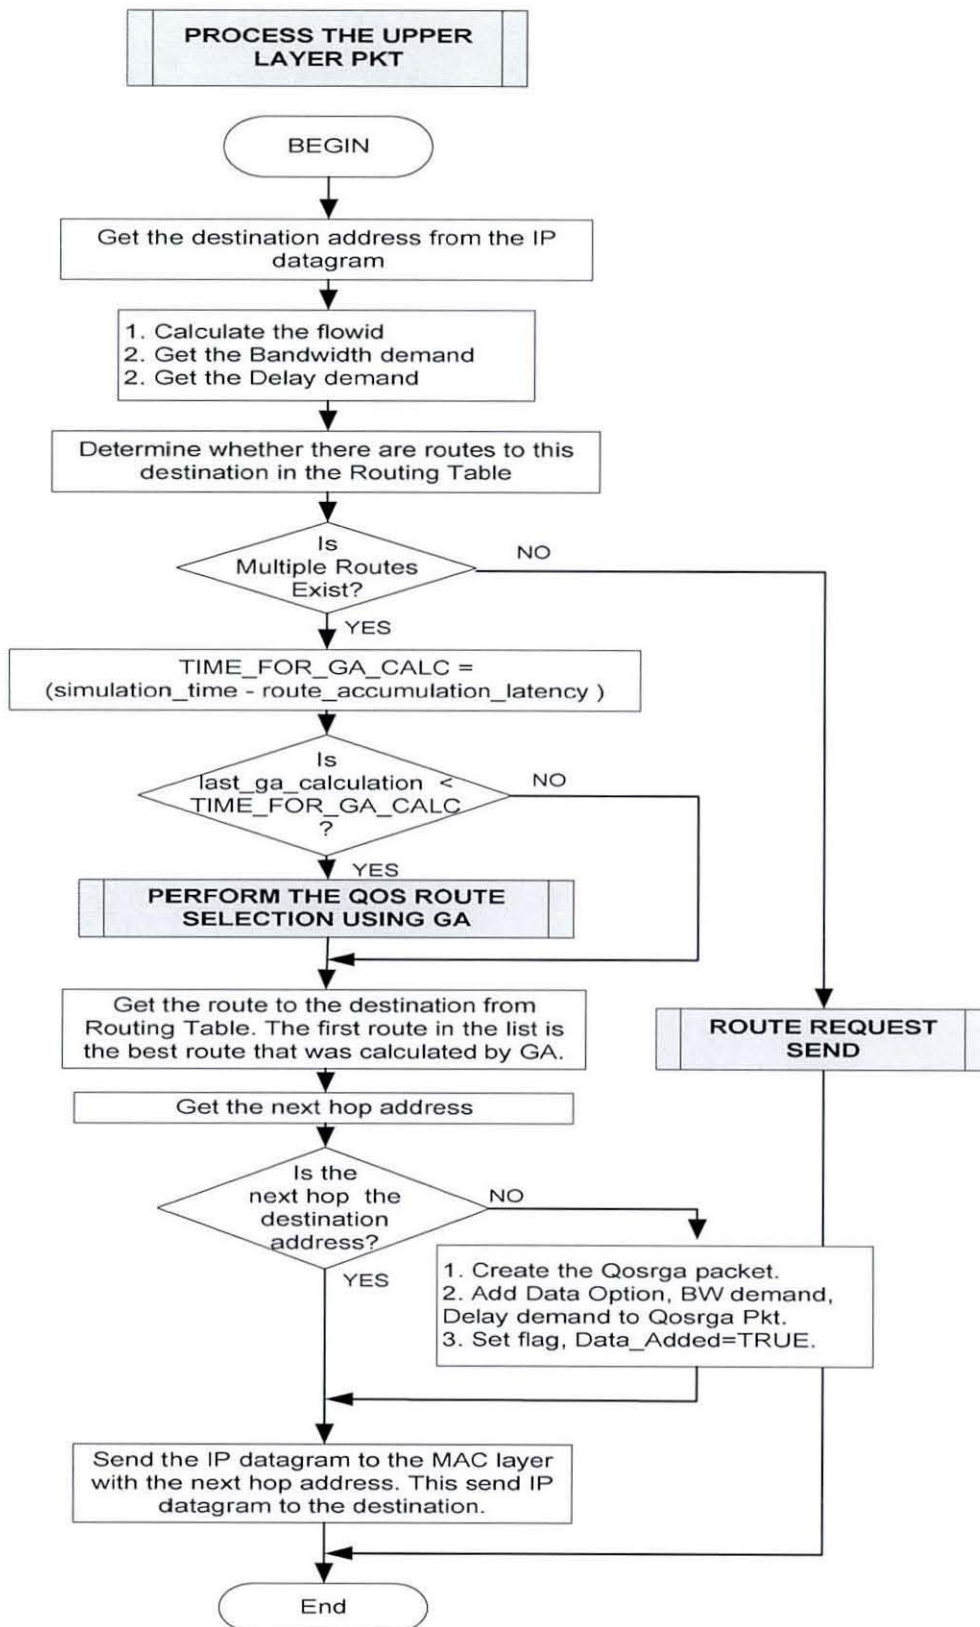 PROCESS THE UPPER
LAYER PKT
BEGIN
Get the destination address from the IP
datagram
1. Calculate the flowid
2. Get the Bandwidth demand
2. Get the Delay demand
Determine whether there are routes to this
destination in the Routing Table
Is
Multiple Routes
Exist?
NO
YES
TIME_FOR_GA_CALC =
(simulation_time - route_accumulation_latency )
Is
last_ga_calculation <
TIME_FOR_GA_CALC
?
NO
YES
PERFORM THE QOS ROUTE
SELECTION USING GA
Get the route to the destination from
Routing Table. The first route in the list is
the best route that was calculated by GA.
ROUTE REQUEST
SEND
Get the next hop address
Is the
next hop the
destination
address?
NO
YES
1. Create the Qosrga packet.
2. Add Data Option, BW demand,
Delay demand to Qosrga Pkt.
3. Set flag, Data_Added=TRUE.
Send the IP datagram to the MAC layer
with the next hop address. This send IP
datagram to the destination.
End